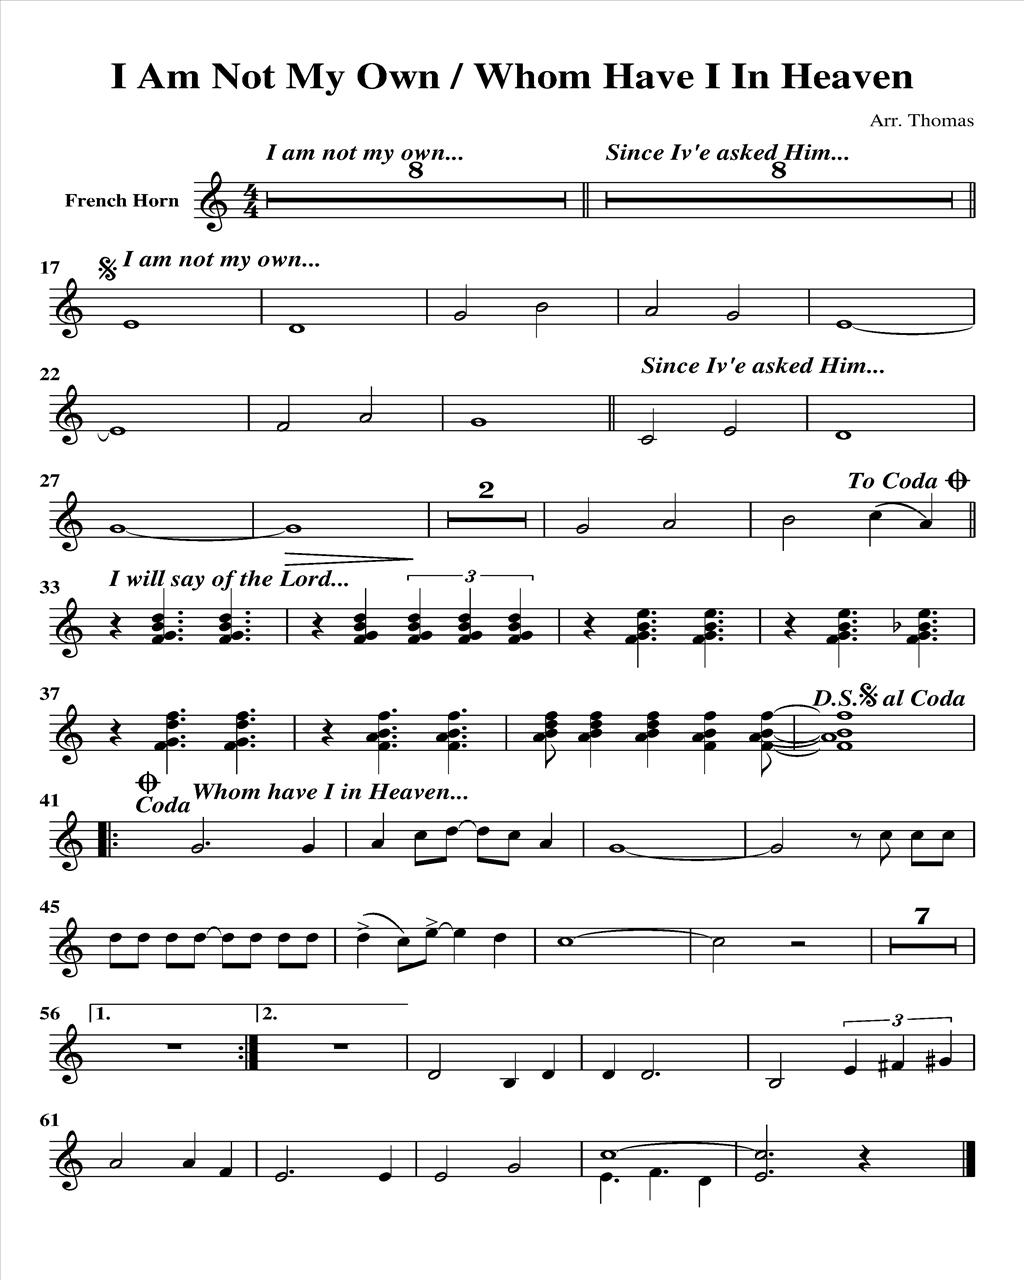 I Am Not My Own / Whom Have I In Heaven
Arr. Thomas
I am not my own... Since Iv'e asked Him...
8 8
French Horn
4
4
17 I am not my own...
22 Since Iv'e asked Him...
27 2 To Coda
33 I will say of the Lord... 3
37 D.S. al Coda
41 Coda Whom have I in Heaven...
45 7
56 1. 2. 3
61